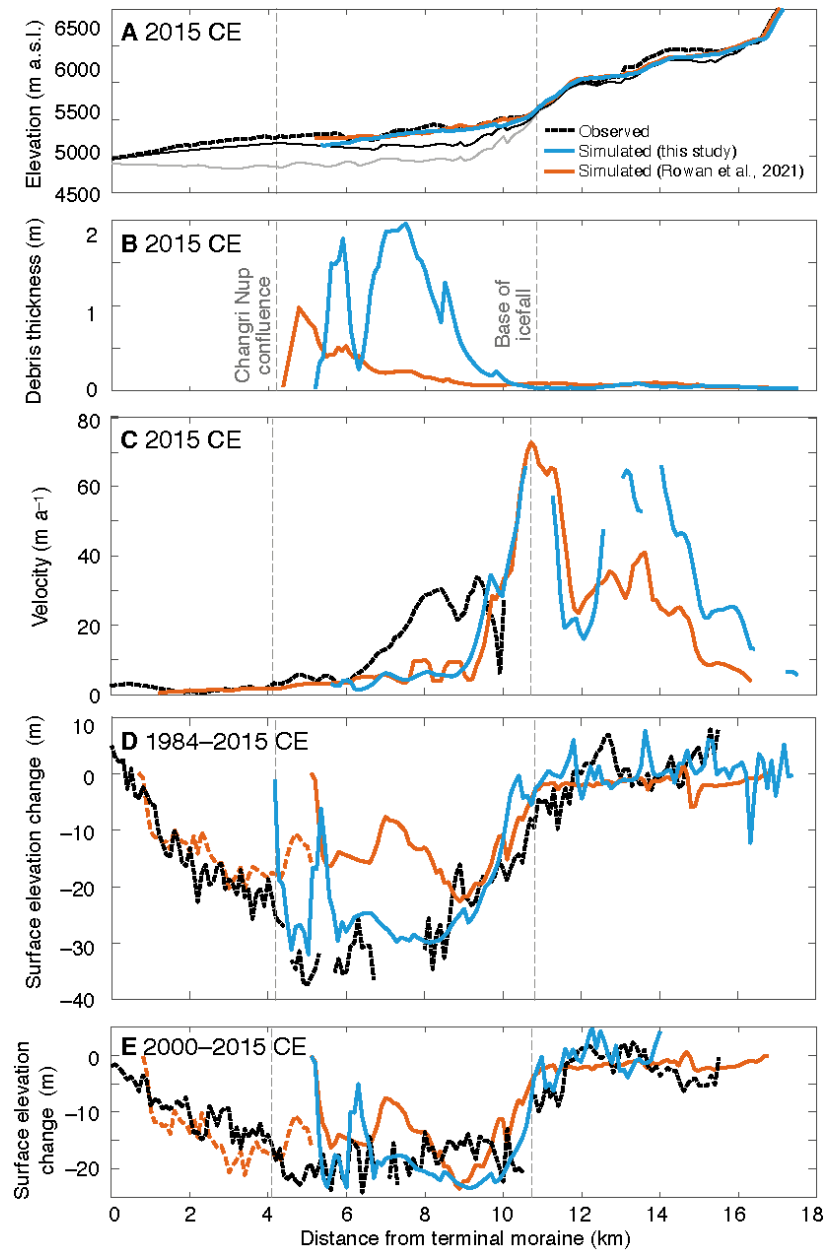 A 2015 CE
6500
6000
5500
5000
4500
Elevation (m a.s.l.)
Observed
Simulated (this study)
Simulated (Rowan et al., 2021)
B 2015 CE
2
1
0
Debris thickness (m)
Changri Nup
confluence
Base of
icefall
C 2015 CE
80
60
40
20
0
Velocity (m a⁻¹)
D 1984–2015 CE
10
0
–10
–20
–30
–40
Surface elevation change (m)
E 2000–2015 CE
0
–10
–20
Surface elevation
change (m)
0 2 4 6 8 10 12 14 16 18
Distance from terminal moraine (km)